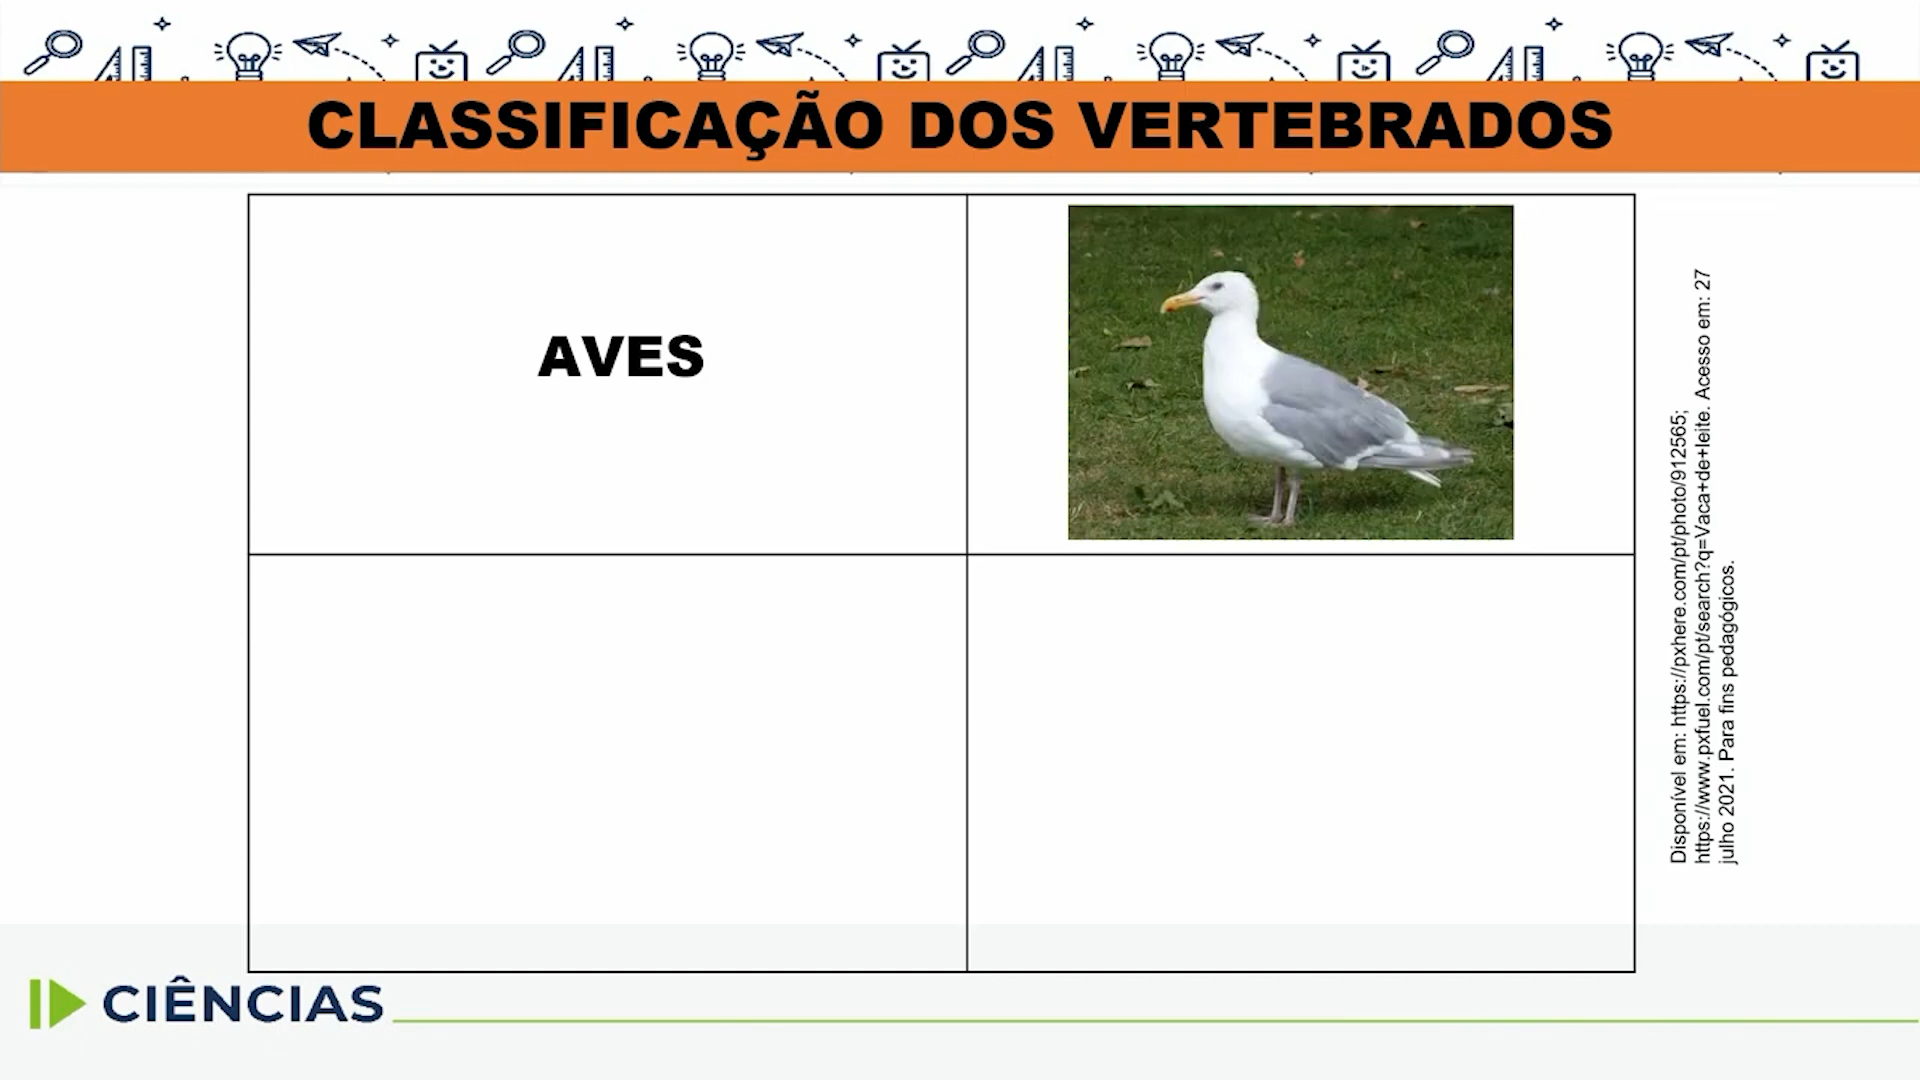 CLASSIFICAÇÃO DOS VERTEBRADOS
AVES
Disponível em: https://pxhere.com/pt/photo/912565;
https://www.pxfuel.com/pt/search?q=Vaca+de+leite. Acesso em: 27
julho 2021. Para fins pedagógicos.
CIÊNCIAS